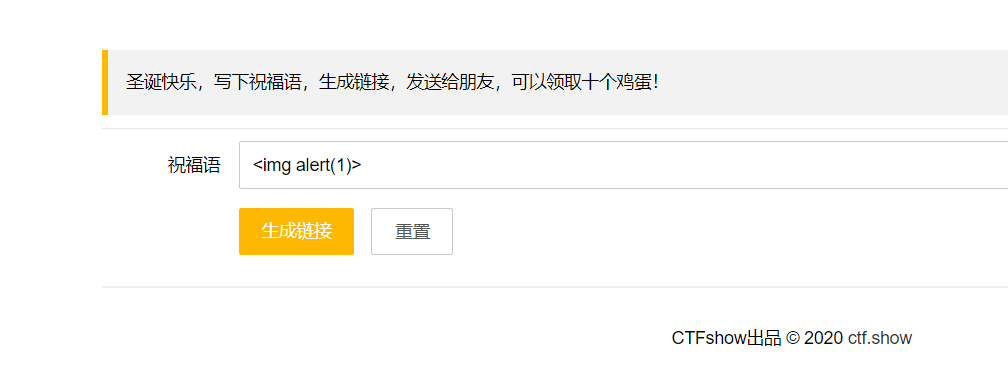 圣诞快乐，写下祝福语，生成链接，发送给朋友，可以领取十个鸡蛋！
祝福语
<img alert(1)>
生成链接
重置
CTFshow出品 © 2020 ctf.show